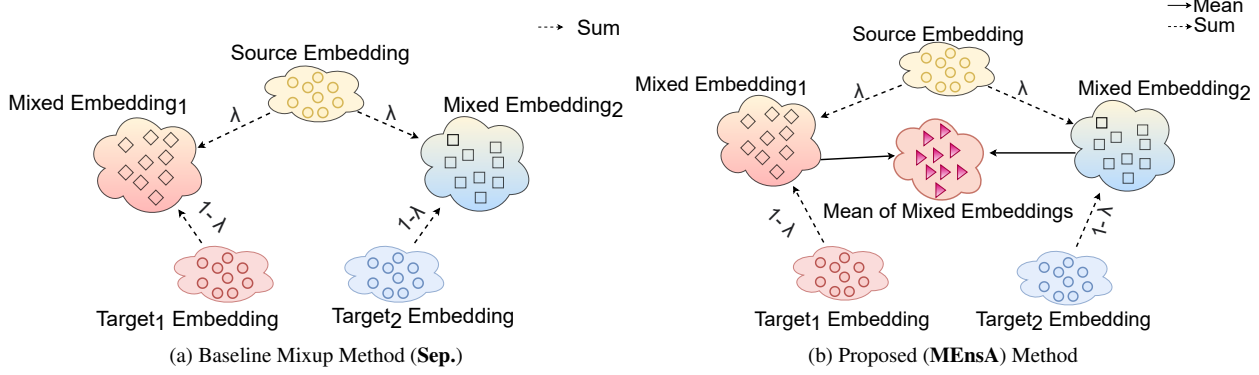 Sum
Source Embedding
Mixed Embedding1
Mixed Embedding2
λ
λ
1-λ
1-λ
Target1 Embedding
Target2 Embedding
(a) Baseline Mixup Method (Sep.)
Mean
Sum
Source Embedding
Mixed Embedding1
Mixed Embedding2
λ
λ
Mean of Mixed Embeddings
1-λ
1-λ
Target1 Embedding
Target2 Embedding
(b) Proposed (MEnsA) Method